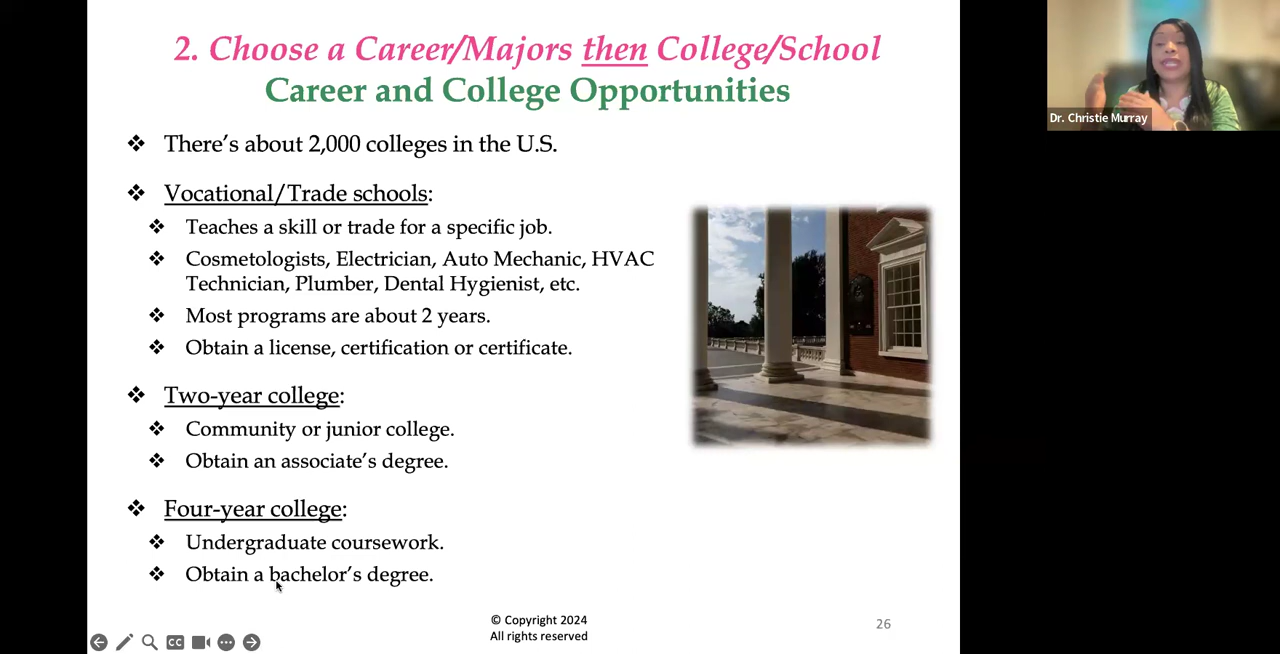 2. Choose a Career/Majors then College/School
Career and College Opportunities
❖ There's about 2,000 colleges in the U.S.
❖ Vocational/Trade schools:
❖ Teaches a skill or trade for a specific job.
❖ Cosmetologists, Electrician, Auto Mechanic, HVAC
Technician, Plumber, Dental Hygienist, etc.
❖ Most programs are about 2 years.
❖ Obtain a license, certification or certificate.
❖ Two-year college:
❖ Community or junior college.
❖ Obtain an associate's degree.
❖ Four-year college:
❖ Undergraduate coursework.
❖ Obtain a bachelor's degree.
© Copyright 2024
All rights reserved
26
CC
Dr. Christie Murray